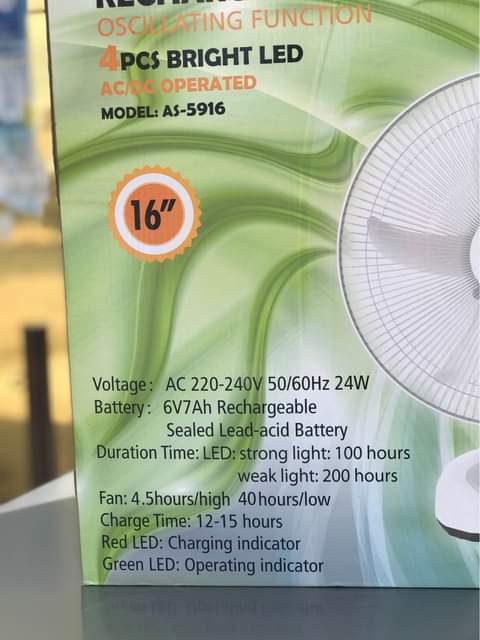 OSCILLATING FUNCTION
4PCS BRIGHT LED
AC/DC OPERATED
MODEL: AS-5916
16”
Voltage: AC 220-240V 50/60Hz 24W
Battery: 6V7Ah Rechargeable
Sealed Lead-acid Battery
Duration Time: LED: strong light: 100 hours
weak light: 200 hours
Fan: 4.5hours/high 40hours/low
Charge Time: 12-15 hours
Red LED: Charging indicator
Green LED: Operating indicator